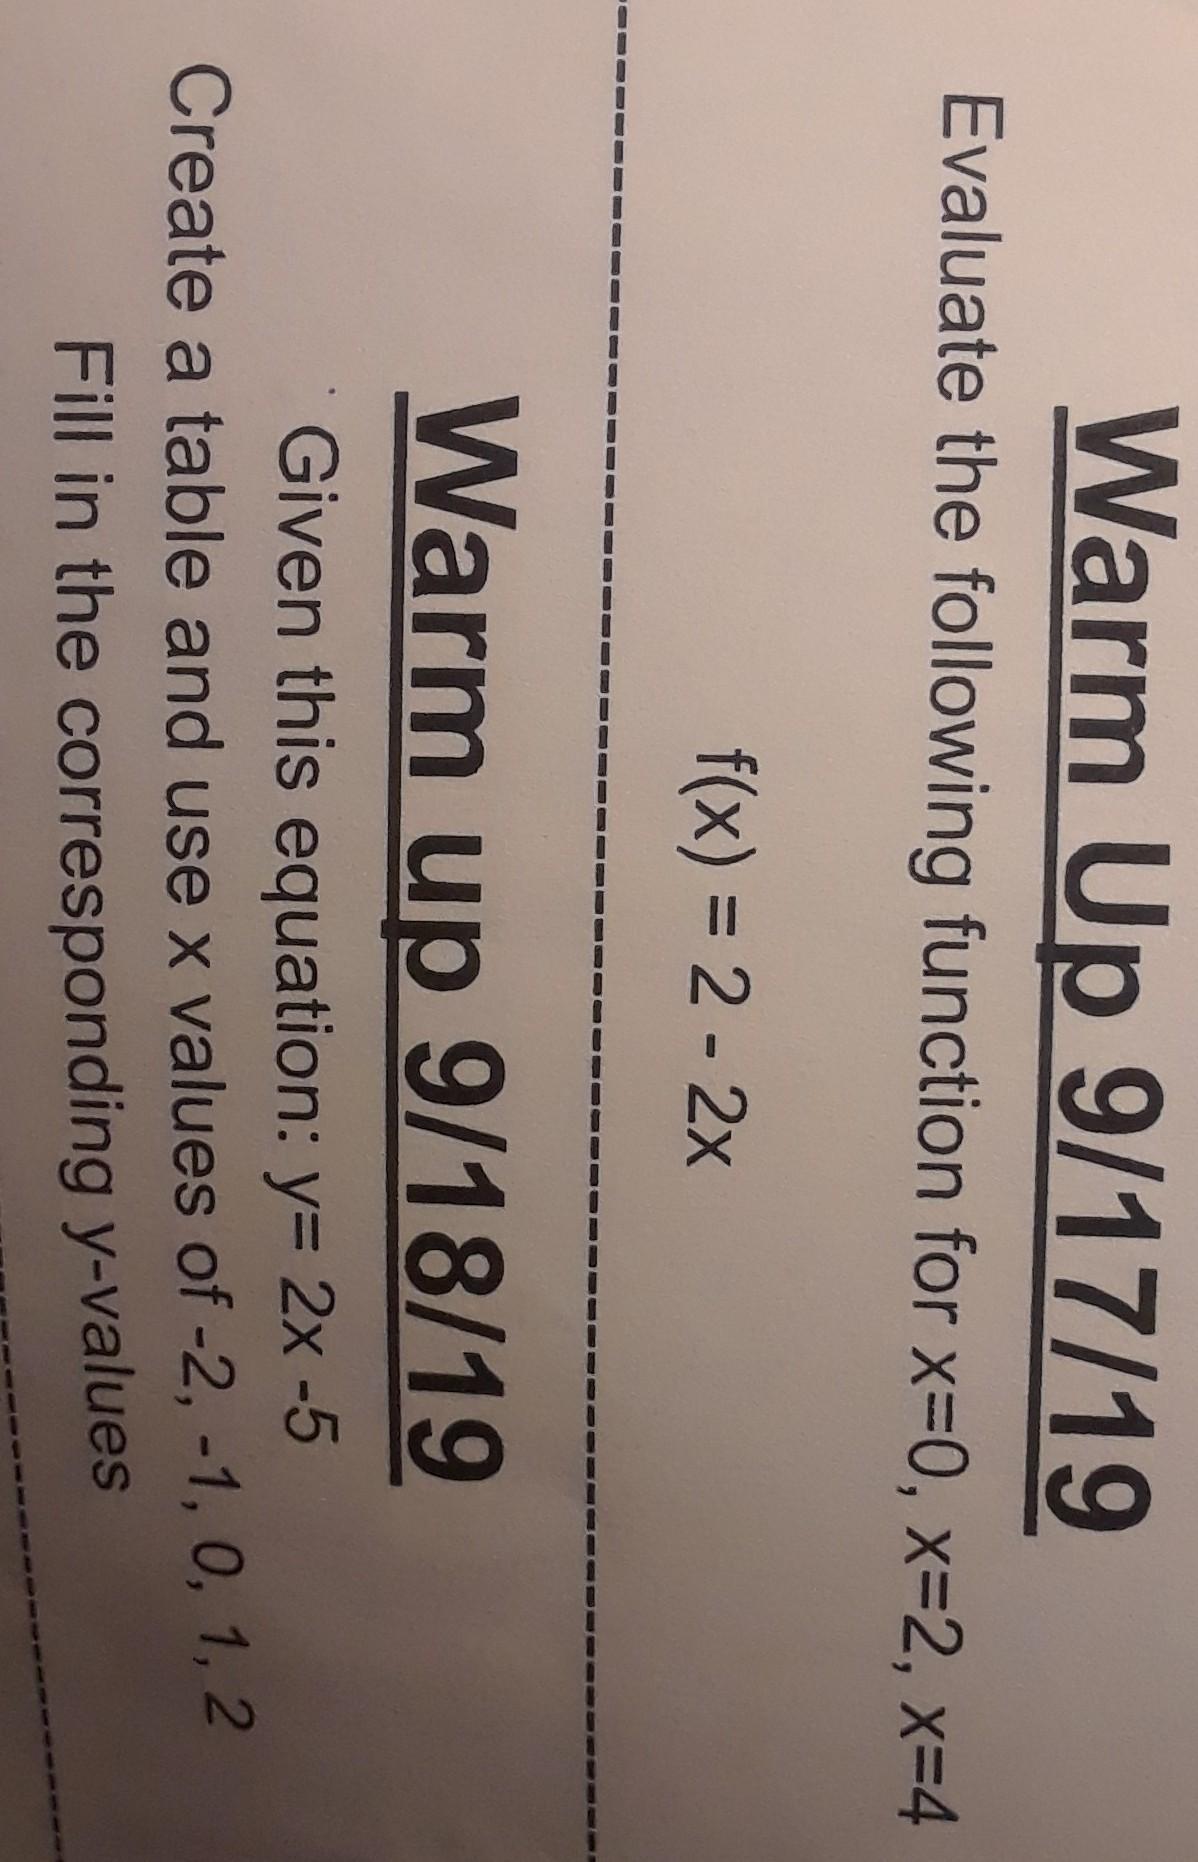 Warm Up 9/17/19
Evaluate the following function for x=0, x=2, x=4
f(x) = 2 - 2x
Warm up 9/18/19
Given this equation: y= 2x -5
Create a table and use x values of -2, -1, 0, 1, 2
Fill in the corresponding y-values